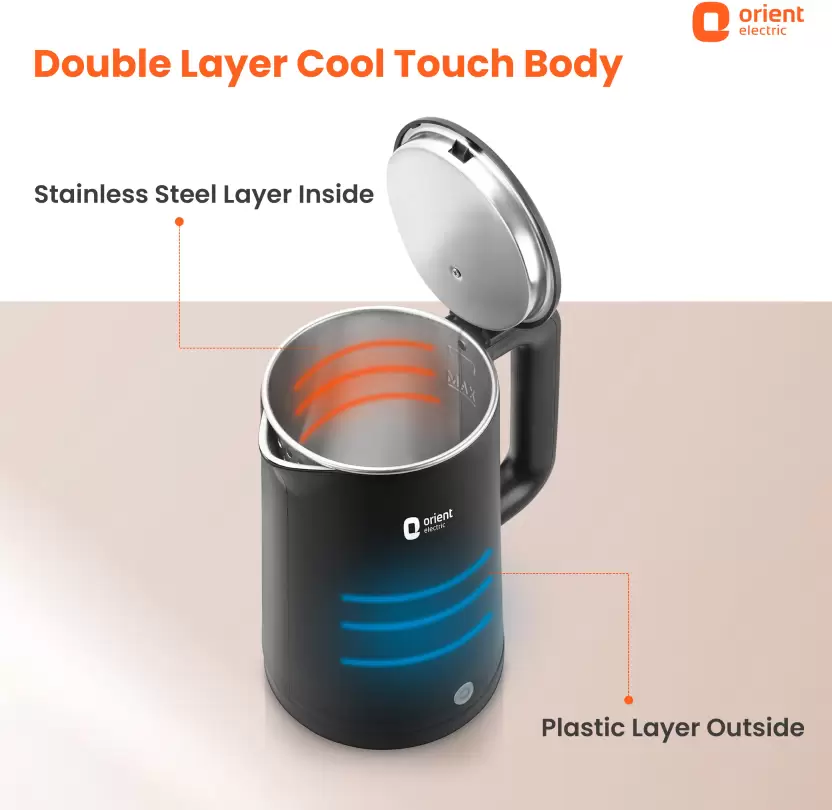 orient
electric
Double Layer Cool Touch Body
Stainless Steel Layer Inside
MAX
orient
electric
Plastic Layer Outside